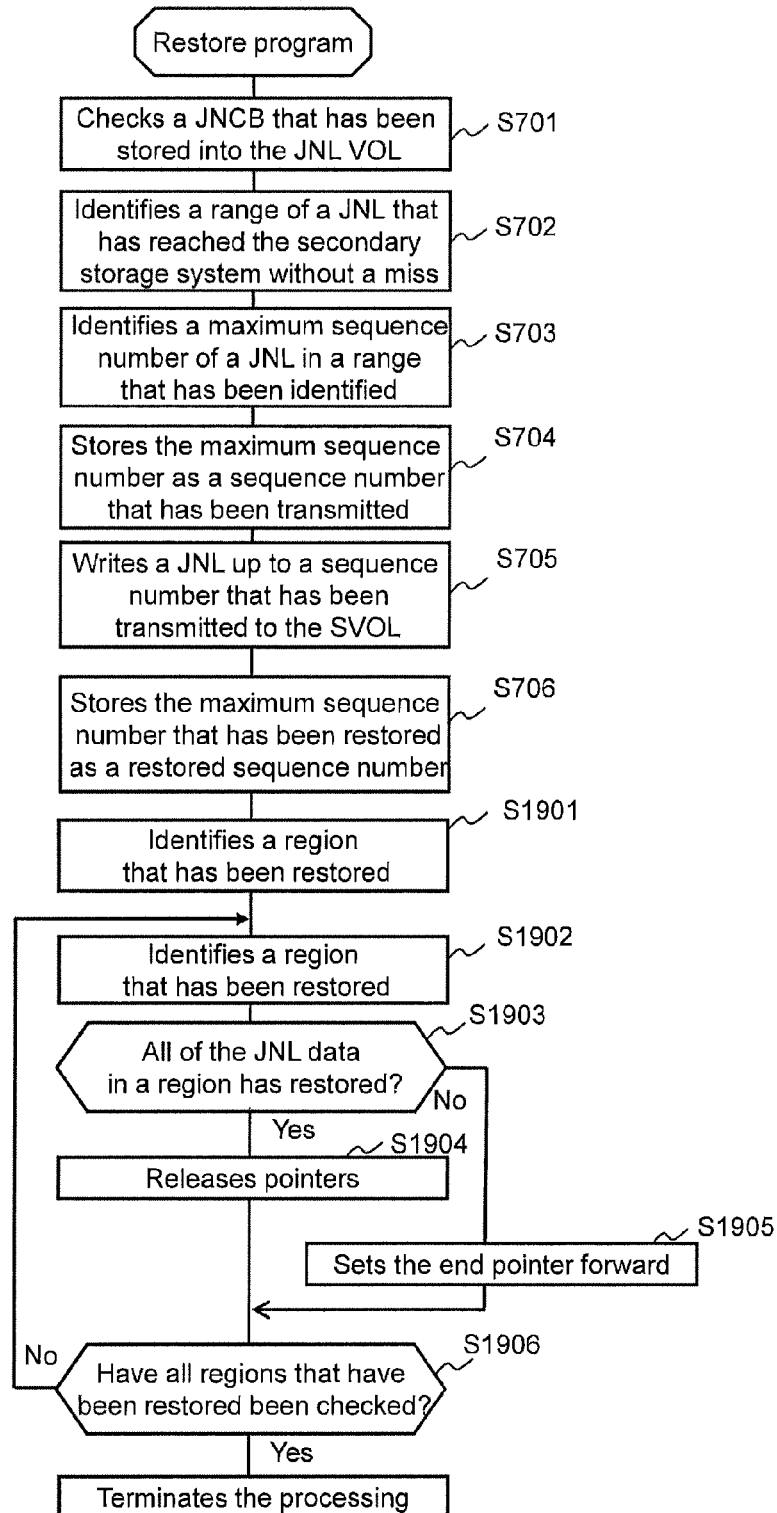 Restore program
Checks a JNCB that has been
stored into the JNL VOL
S701
Identifies a range of a JNL that
has reached the secondary
storage system without a miss
S702
Identifies a maximum sequence
number of a JNL in a range
that has been identified
S703
Stores the maximum sequence
number as a sequence number
that has been transmitted
S704
Writes a JNL up to a sequence
number that has been
transmitted to the SVOL
S705
Stores the maximum sequence
number that has been restored
as a restored sequence number
S706
Identifies a region
that has been restored
S1901
Identifies a region
that has been restored
S1902
All of the JNL data
in a region has restored?
S1903
No
Yes
Releases pointers
S1904
Sets the end pointer forward
S1905
Have all regions that have
been restored been checked?
S1906
No
Yes
Terminates the processing